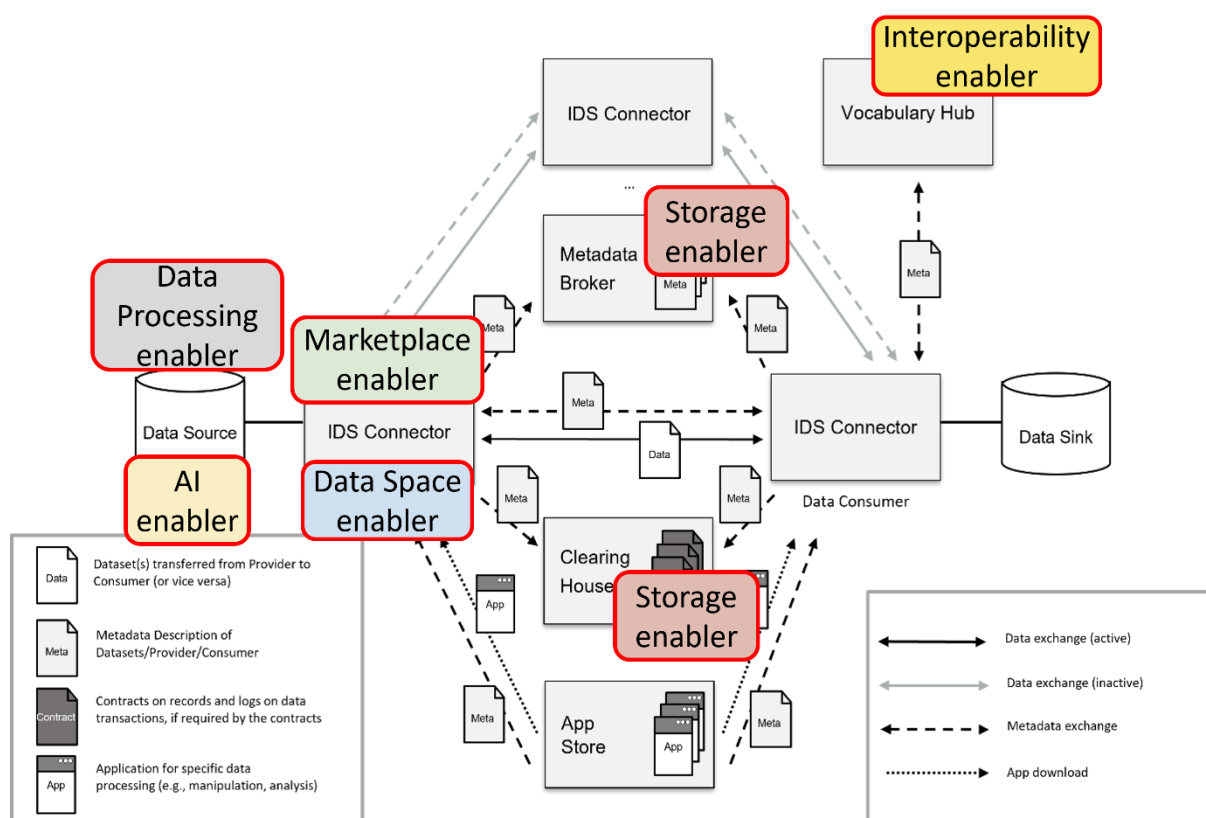 Interoperability
enabler
Vocabulary Hub
IDS Connector
...
Storage
enabler
Metadata
Broker
Meta
Meta
Meta
Meta
Data
Processing
enabler
Marketplace
enabler
Data Source
IDS Connector
Meta
Data
IDS Connector
Data Sink
AI
enabler
Data Space
enabler
Meta
Meta
Data Consumer
Clearing
House
Storage
enabler
App
App
Meta
App
Store
App
Meta
Data
Dataset(s) transferred from Provider to
Consumer (or vice versa)
Meta
Metadata Description of
Datasets/Provider/Consumer
Contract
Contracts on records and logs on data
transactions, if required by the contracts
App
Application for specific data
processing (e.g., manipulation, analysis)
Data exchange (active)
Data exchange (inactive)
Metadata exchange
App download